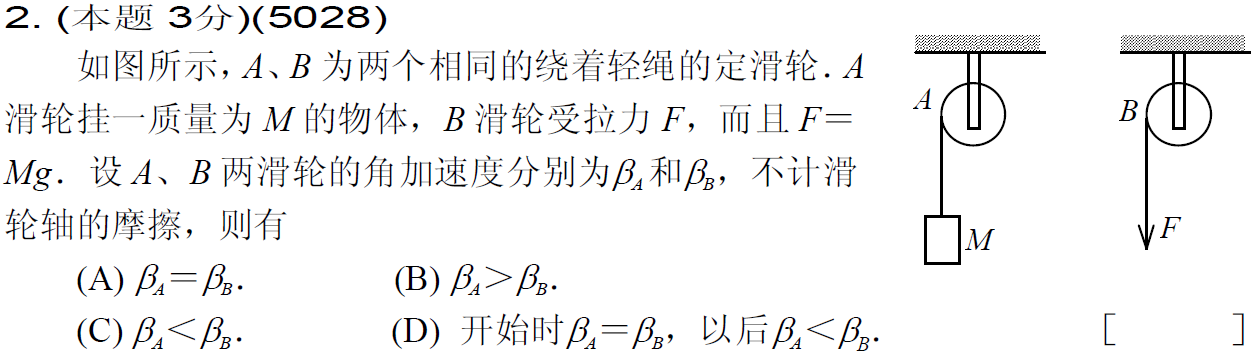 2. (本题 3分)(5028)
如图所示，A、B 为两个相同的绕着轻绳的定滑轮．A
滑轮挂一质量为 M 的物体，B 滑轮受拉力 F，而且 F＝
Mg．设 A、B 两滑轮的角加速度分别为βA和βB，不计滑
轮轴的摩擦，则有
(A) βA＝βB． (B) βA＞βB．
(C) βA＜βB． (D) 开始时βA＝βB，以后βA＜βB． [ ]
A
M
B
F